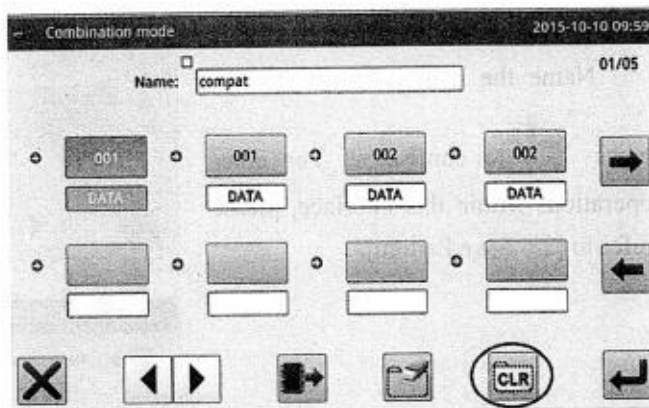 Combination mode 2015-10-10 09:59
01/05
Name: compat
001 001 002 002
DATA DATA DATA DATA
CLR